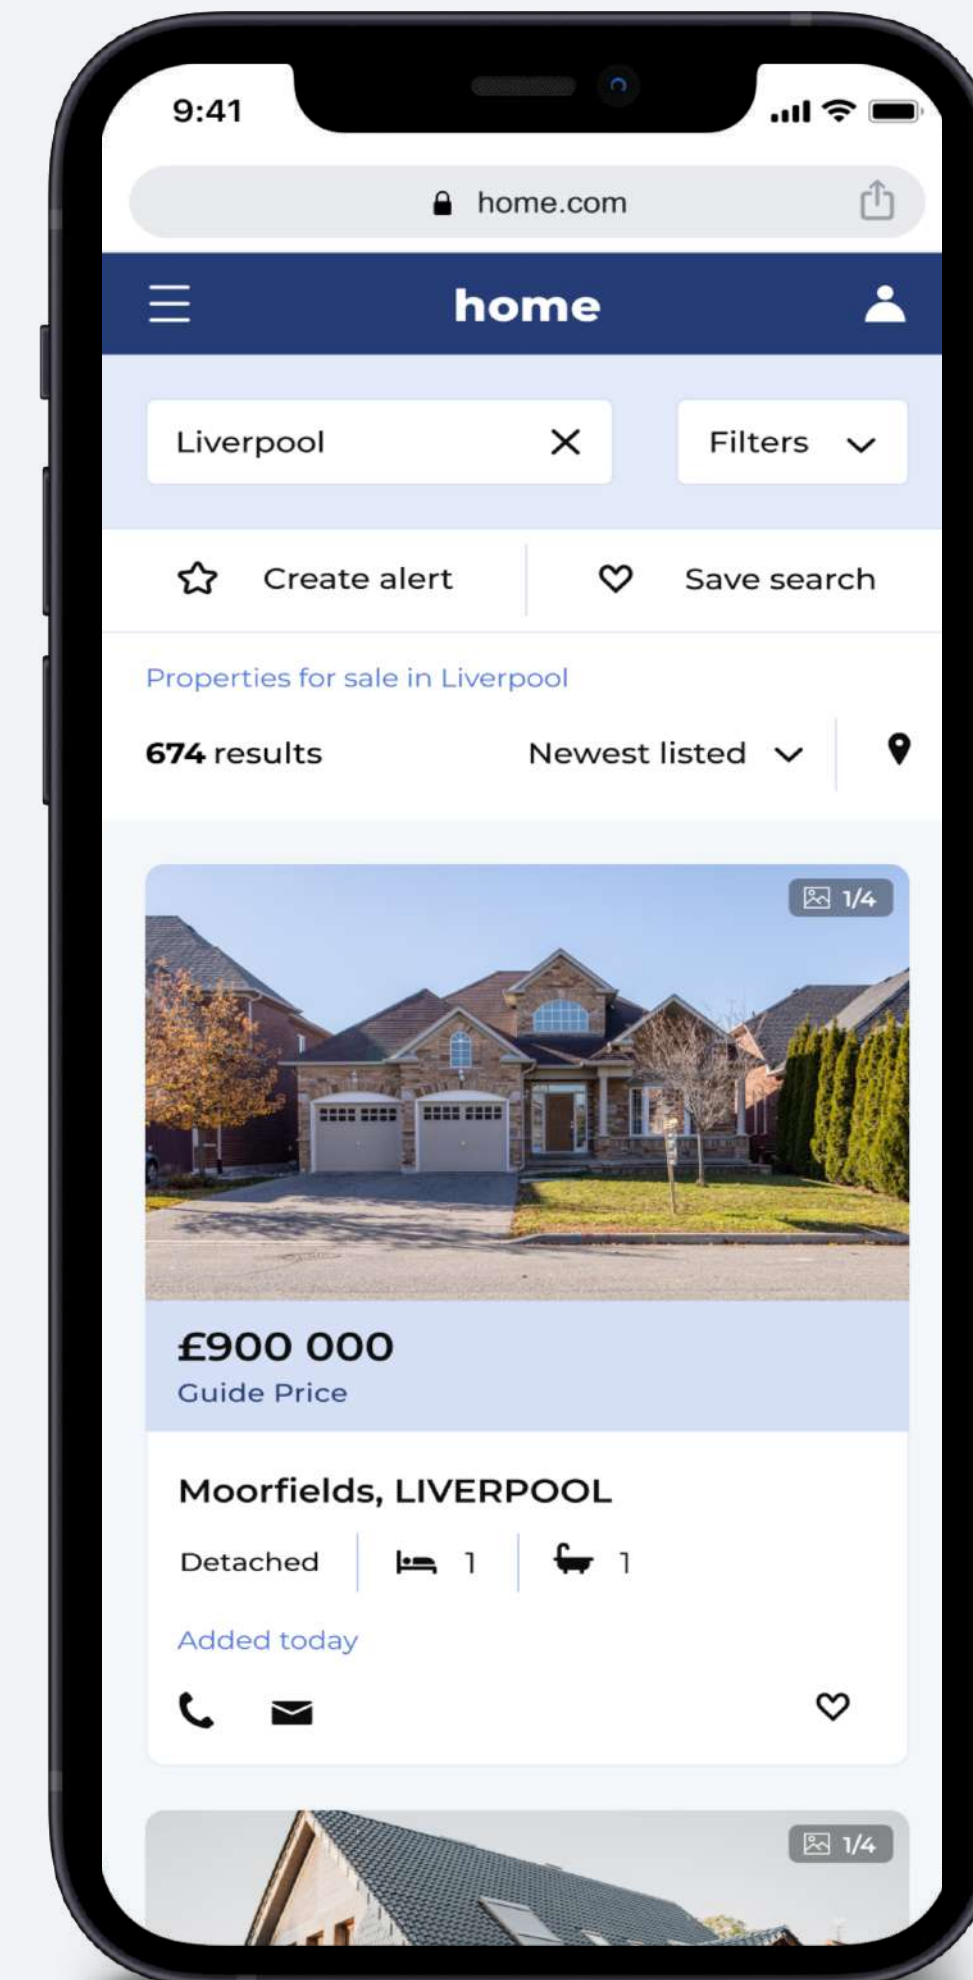 9:41
home.com
home
Liverpool
Filters
Create alert
Save search
Properties for sale in Liverpool
674 results
Newest listed
1/4
£900 000
Guide Price
Moorfields, LIVERPOOL
Detached 1 1
Added today
1/4